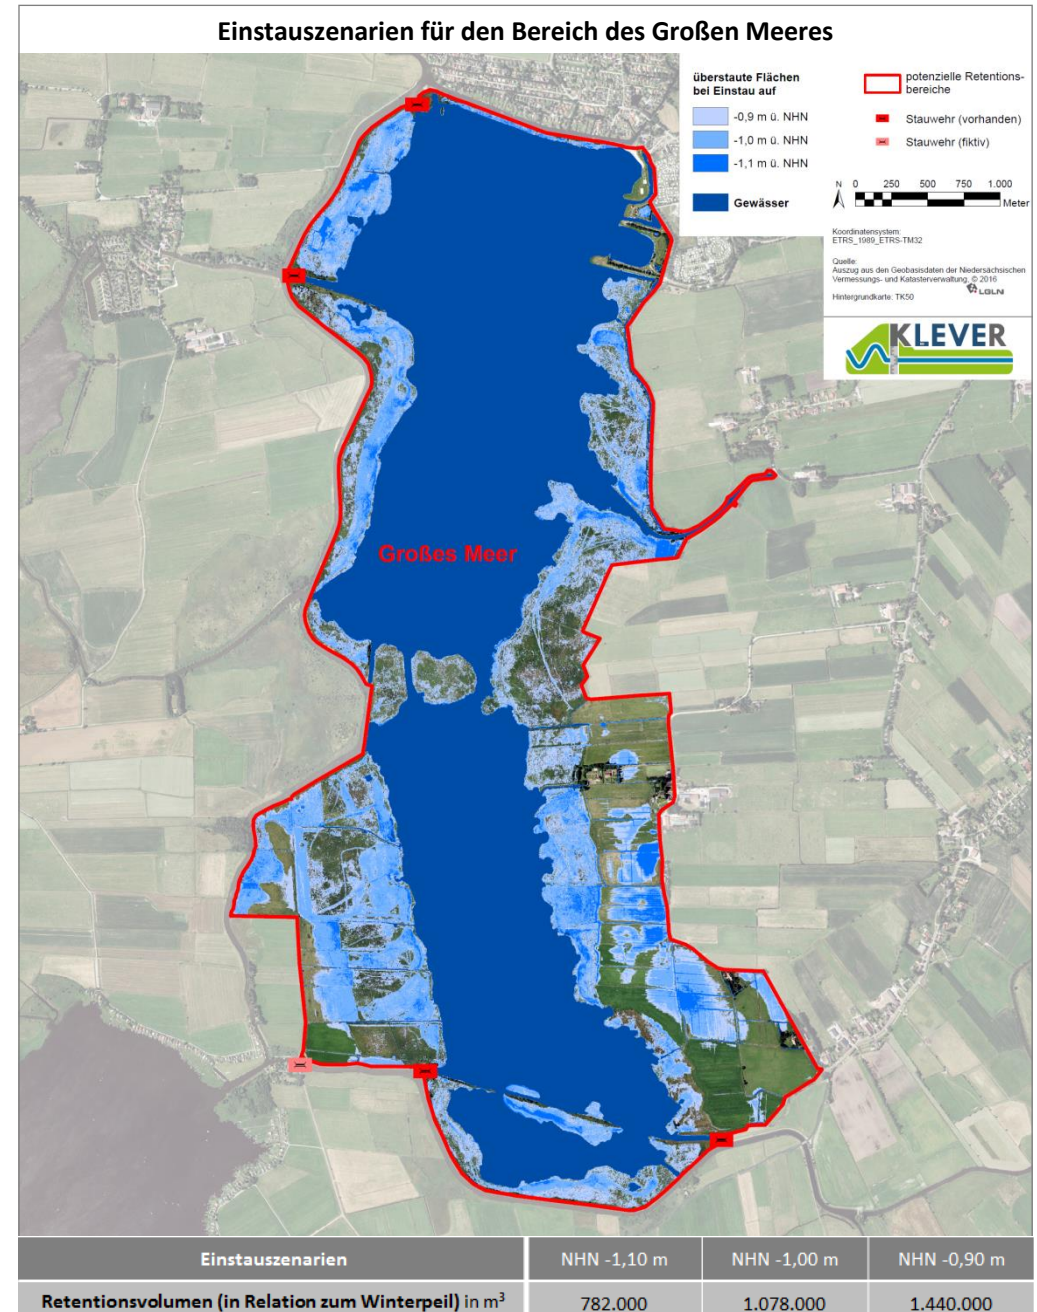 Einstauszenarien für den Bereich des Großen Meeres
überstaute Flächen
bei Einstau auf
-0,9 m ü. NHN
-1,0 m ü. NHN
-1,1 m ü. NHN
Gewässer
potenzielle Retentions-
bereiche
Stauwehr (vorhanden)
Stauwehr (fiktiv)
N 0 250 500 750 1.000
Meter
Koordinatensystem:
ETRS_1989_ETRS-TM32
Quelle:
Auszug aus den Geobasisdaten der Niedersächsischen
Vermessungs- und Katasterverwaltung, © 2016
LGLN
Hintergrundkarte: TK50
KLEVER
Großes Meer
Einstauszenarien NHN -1,10 m NHN -1,00 m NHN -0,90 m
Retentionsvolumen (in Relation zum Winterpeil) in m³ 782.000 1.078.000 1.440.000